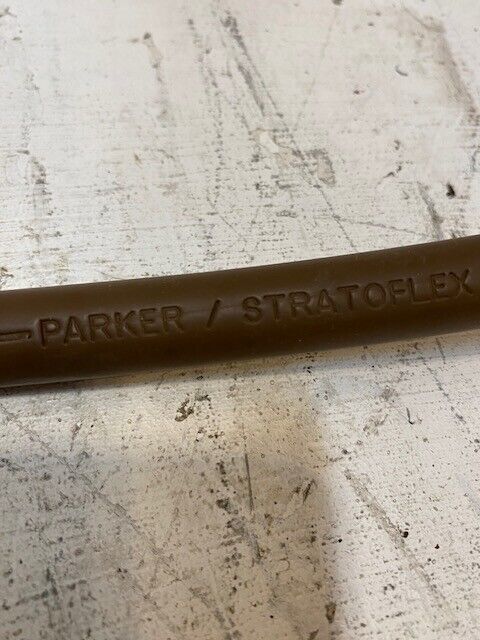 —PARKER / STRATOFLEX